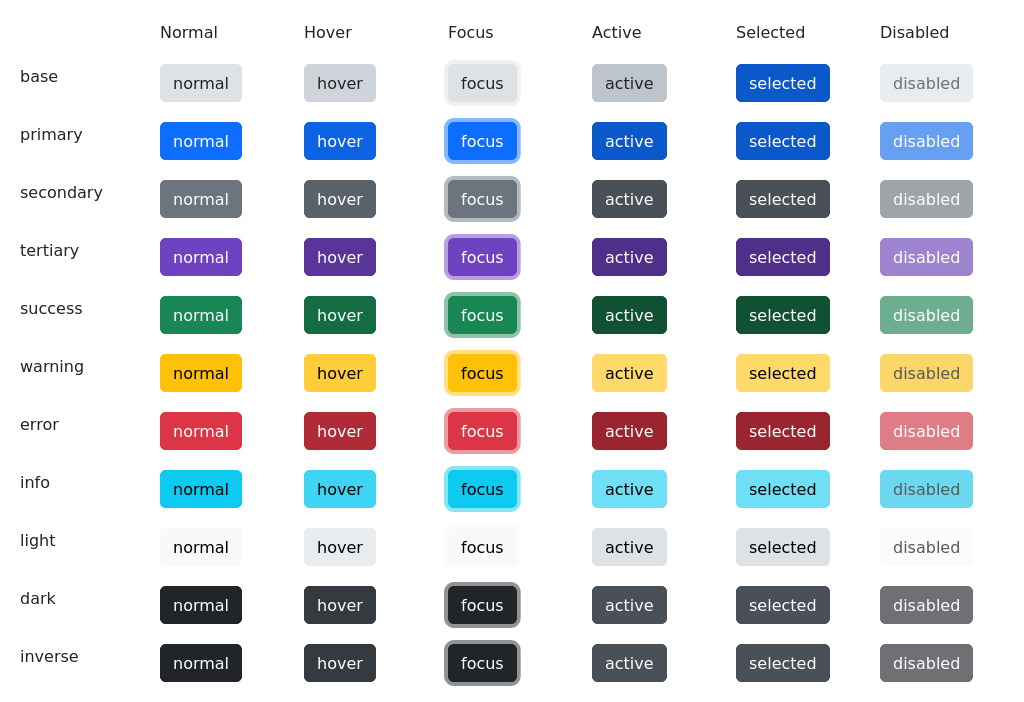 Normal Hover Focus Active Selected Disabled
base normal hover focus active selected disabled
primary normal hover focus active selected disabled
secondary normal hover focus active selected disabled
tertiary normal hover focus active selected disabled
success normal hover focus active selected disabled
warning normal hover focus active selected disabled
error normal hover focus active selected disabled
info normal hover focus active selected disabled
light normal hover focus active selected disabled
dark normal hover focus active selected disabled
inverse normal hover focus active selected disabled